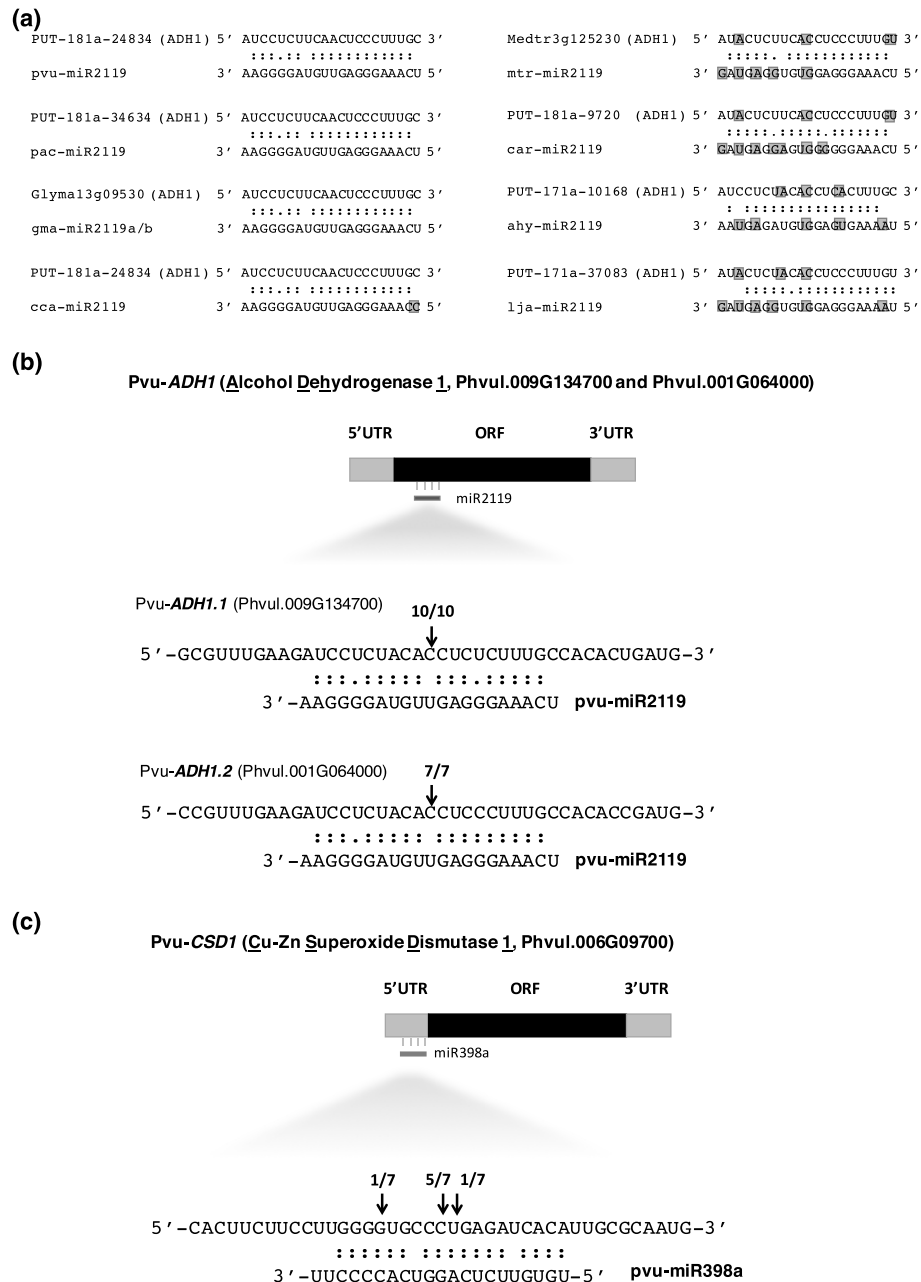 (a)
PUT-181a-24834 (ADH1) 5′ AUCCUCUUCAACUCCCUUUGC 3′
:::.:: ::::::::::::
pvu-miR2119 3′ AAGGGGAUGUUGAGGGAAACU 5′
PUT-181a-34634 (ADH1) 5′ AUCCUCUUCAACUCCCUUUGC 3′
:::.:: ::::::::::::
pac-miR2119 3′ AAGGGGAUGUUGAGGGAAACU 5′
Glyma13g09530 (ADH1) 5′ AUCCUCUUCAACUCCCUUUGC 3′
:::.:: ::::::::::::
gma-miR2119a/b 3′ AAGGGGAUGUUGAGGGAAACU 5′
PUT-181a-24834 (ADH1) 5′ AUCCUCUUCAACUCCCUUUGC 3′
:::.:: ::::::::::::
cca-miR2119 3′ AAGGGGAUGUUGAGGGAAACC 5′
Medtr3g125230 (ADH1) 5′ AUACUCUUCACCUCCCUUUGU 3′
:::::.::::::::::::
mtr-miR2119 3′ GAUGAGGUGUGGAGGGAAACU 5′
PUT-181a-9720 (ADH1) 5′ AUACUCUUCACCUCCCUUUGU 3′
:::::.::::::.:::::::
car-miR2119 3′ GAUGAGGAGUGGGGGGAAACU 5′
PUT-171a-10168 (ADH1) 5′ AUCCUCUACACCUCACUUUGC 3′
: ::::::::::::::::
ahy-miR2119 3′ AAUGAGAUGUGGAGUGAAAAU 5′
PUT-171a-37083 (ADH1) 5′ AUACUCUACACCUCCCUUUGU 3′
:::::.::::::::::::
lja-miR2119 3′ GAUGAGGUGUGGAGGGAAAAU 5′
(b)
Pvu-ADH1 (Alcohol Dehydrogenase 1, Phvul.009G134700 and Phvul.001G064000)
5′UTR ORF 3′UTR
miR2119
Pvu-ADH1.1 (Phvul.009G134700)
10/10
5′-GCGUUUGAAGAUCCUCUACACCUCUCUUUGCCACACUGAUG-3′
:::.::::: :::.:::::
3′-AAGGGGAUGUUGAGGGAAACU pvu-miR2119
Pvu-ADH1.2 (Phvul.001G064000)
7/7
5′-CCGUUUGAAGAUCCUCUACACCUCCCUUUGCCACACCGAUG-3′
:::.::::: :::::::::
3′-AAGGGGAUGUUGAGGGAAACU pvu-miR2119
(c)
Pvu-CSD1 (Cu-Zn Superoxide Dismutase 1, Phvul.006G09700)
5′UTR ORF 3′UTR
miR398a
1/7 5/7 1/7
5′-CACUUCUUCCUUGGGGUGCCCUGAGAUCACAUUGCGCAAUG-3′
:::::: ::::::: ::::
3′-UUCCCCACUGGACUCUUGUGU-5′ pvu-miR398a